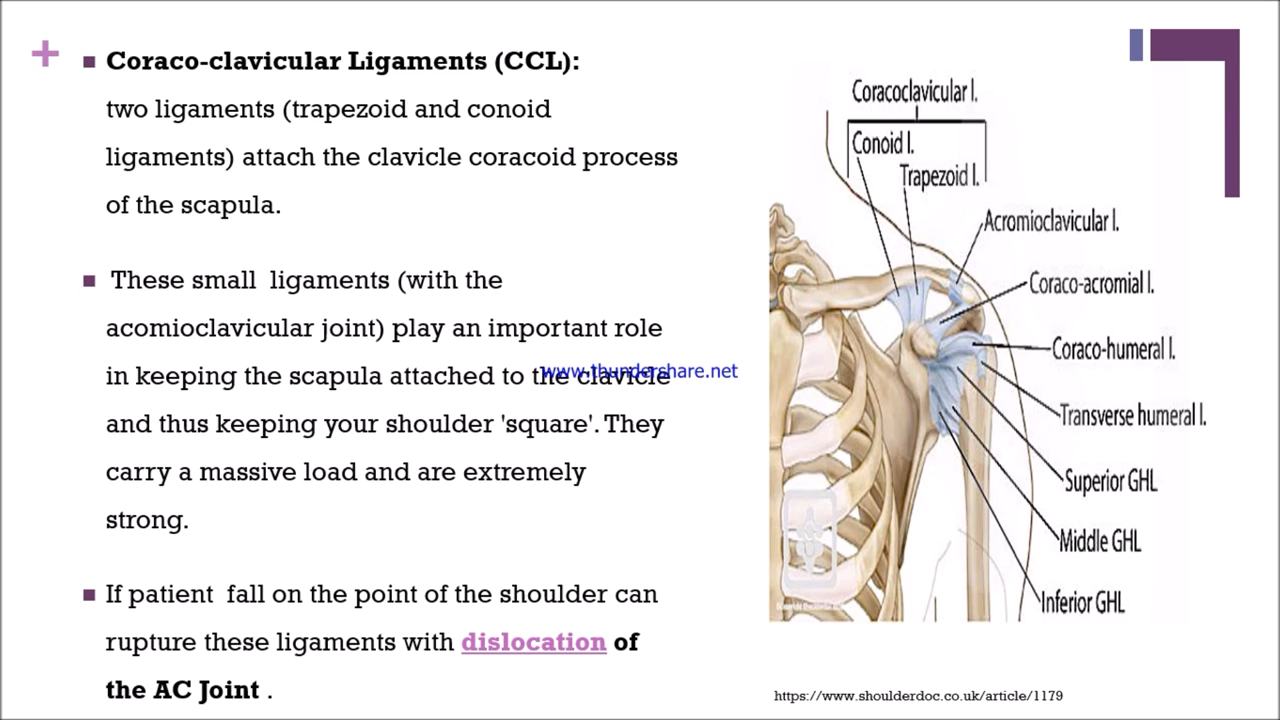 +
Coraco-clavicular Ligaments (CCL):
two ligaments (trapezoid and conoid
ligaments) attach the clavicle coracoid process
of the scapula.
These small ligaments (with the
acomioclavicular joint) play an important role
in keeping the scapula attached to the clavicle
www.thundershare.net
and thus keeping your shoulder 'square'. They
carry a massive load and are extremely
strong.
If patient fall on the point of the shoulder can
rupture these ligaments with dislocation of
the AC Joint .
Coracoclavicular l.
Conoid l.
Trapezoid l.
Acromioclavicular l.
Coraco-acromial l.
Coraco-humeral l.
Transverse humeral l.
Superior GHL
Middle GHL
Inferior GHL
https://www.shoulderdoc.co.uk/article/1179